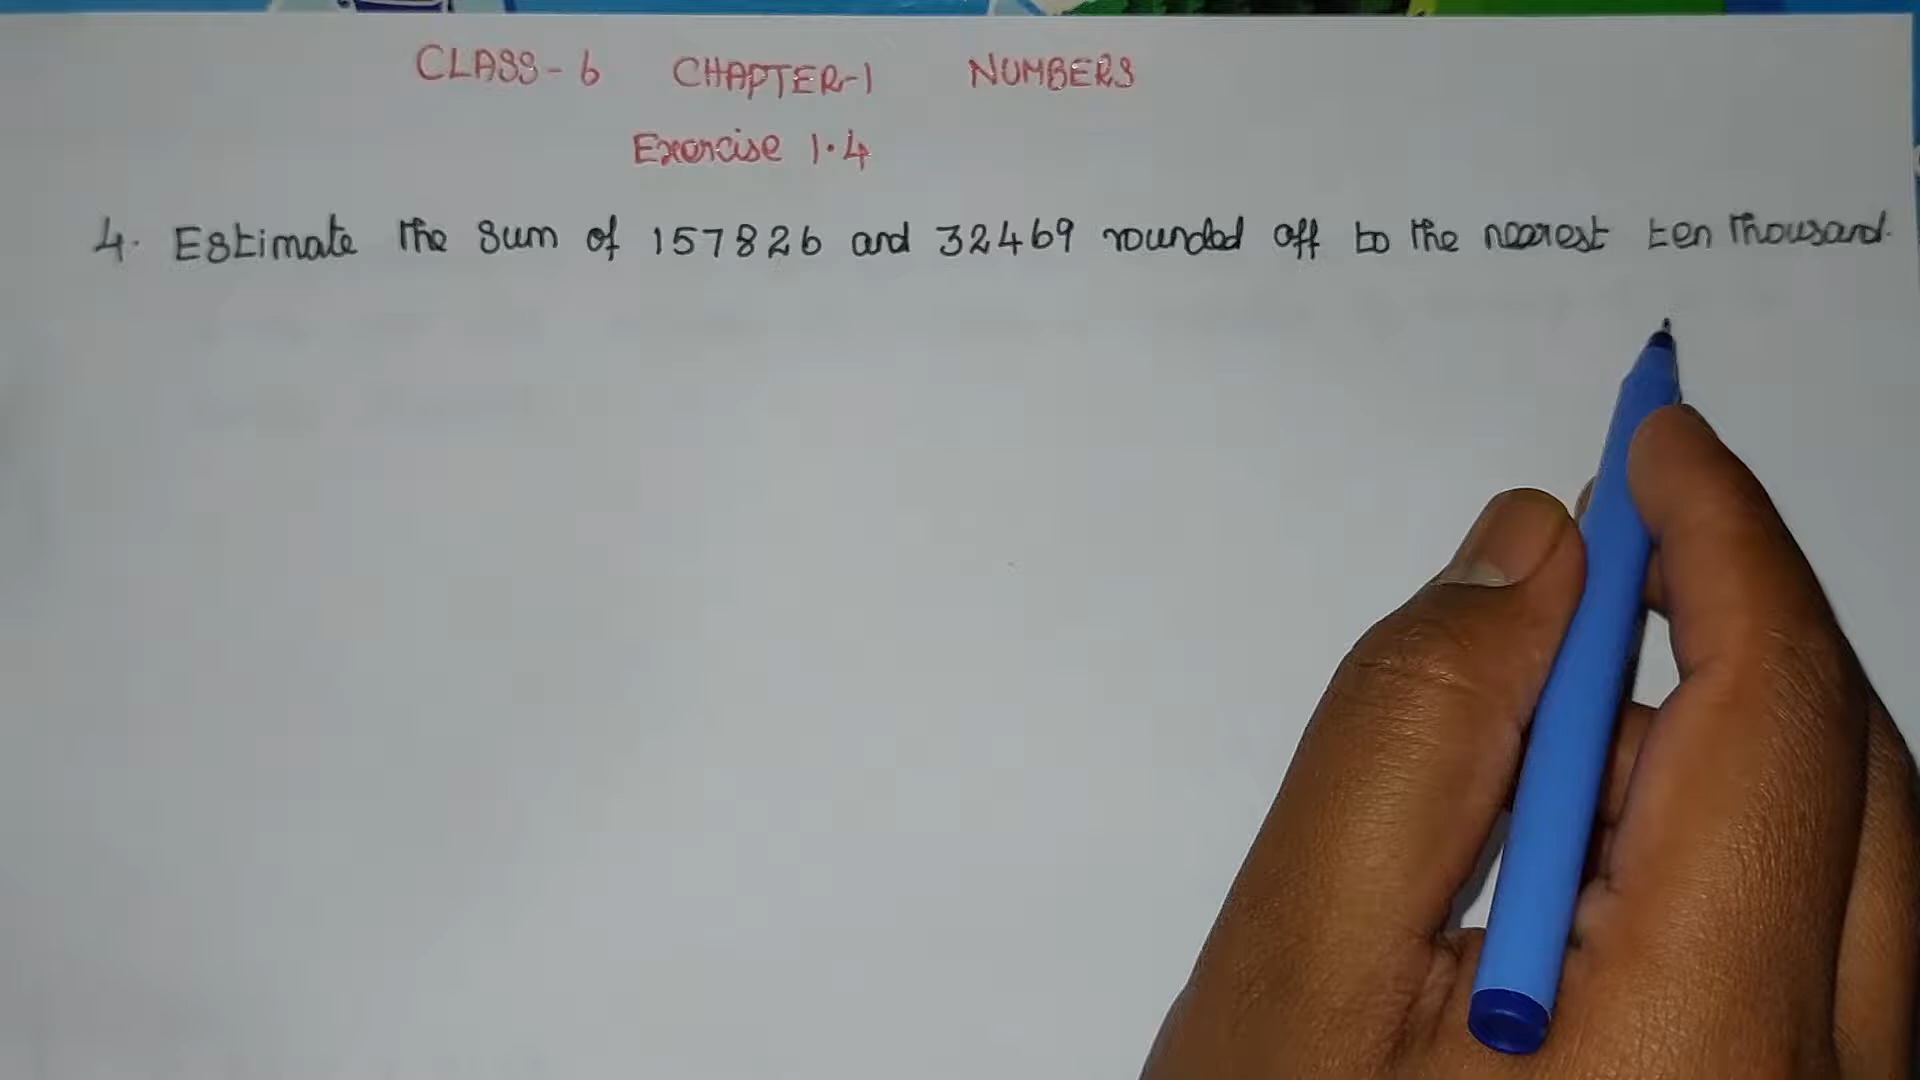 CLASS - 6 CHAPTER-1 NUMBERS
Exercise 1.4
4. Estimate the sum of 157826 and 32469 rounded off to the nearest ten thousand.